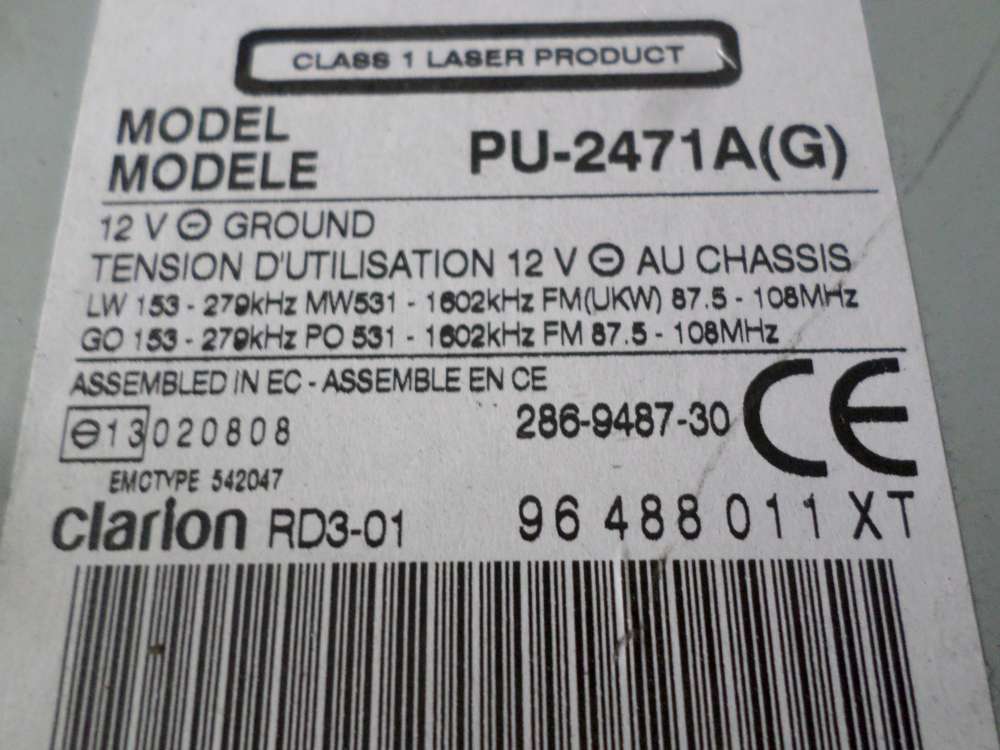 CLASS 1 LASER PRODUCT
MODEL
MODELE
PU-2471A(G)
12 V ⊖ GROUND
TENSION D'UTILISATION 12 V ⊖ AU CHASSIS
LW 153 - 279kHz MW531 - 1602kHz FM(UKW) 87.5 - 108MHz
GO 153 - 279kHz PO 531 - 1602kHz FM 87.5 - 108MHz
ASSEMBLED IN EC - ASSEMBLE EN CE
e13 020808
286-9487-30
CE
EMCTYPE 542047
clarion RD3-01
96 488 011 XT